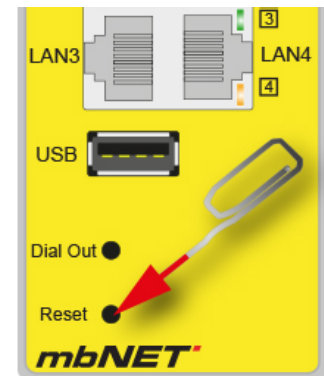 3
LAN3 LAN4
4
USB
Dial Out
Reset
mbNET